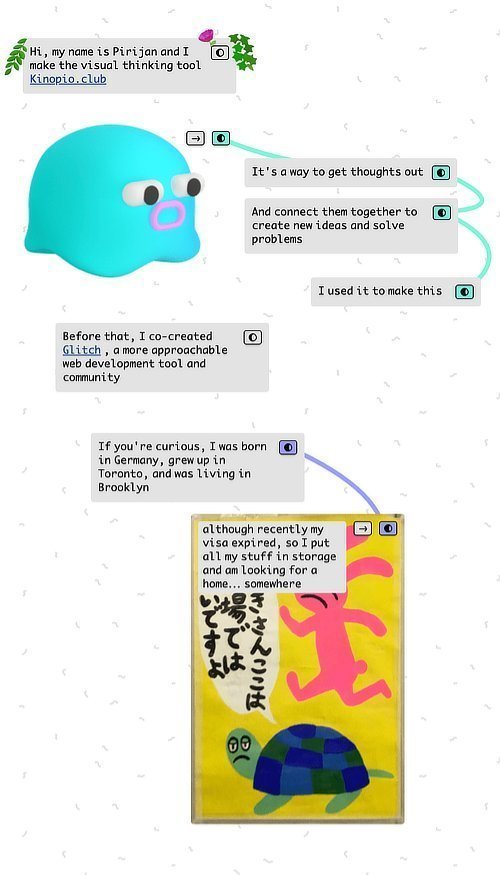 Hi, my name is Pirijan and I
make the visual thinking tool
Kinopio.club
It's a way to get thoughts out
And connect them together to
create new ideas and solve
problems
I used it to make this
Before that, I co-created
Glitch , a more approachable
web development tool and
community
If you're curious, I was born
in Germany, grew up in
Toronto, and was living in
Brooklyn
although recently my
visa expired, so I put
all my stuff in storage
and am looking for a
home... somewhere
きさんここは
場では
いですよ